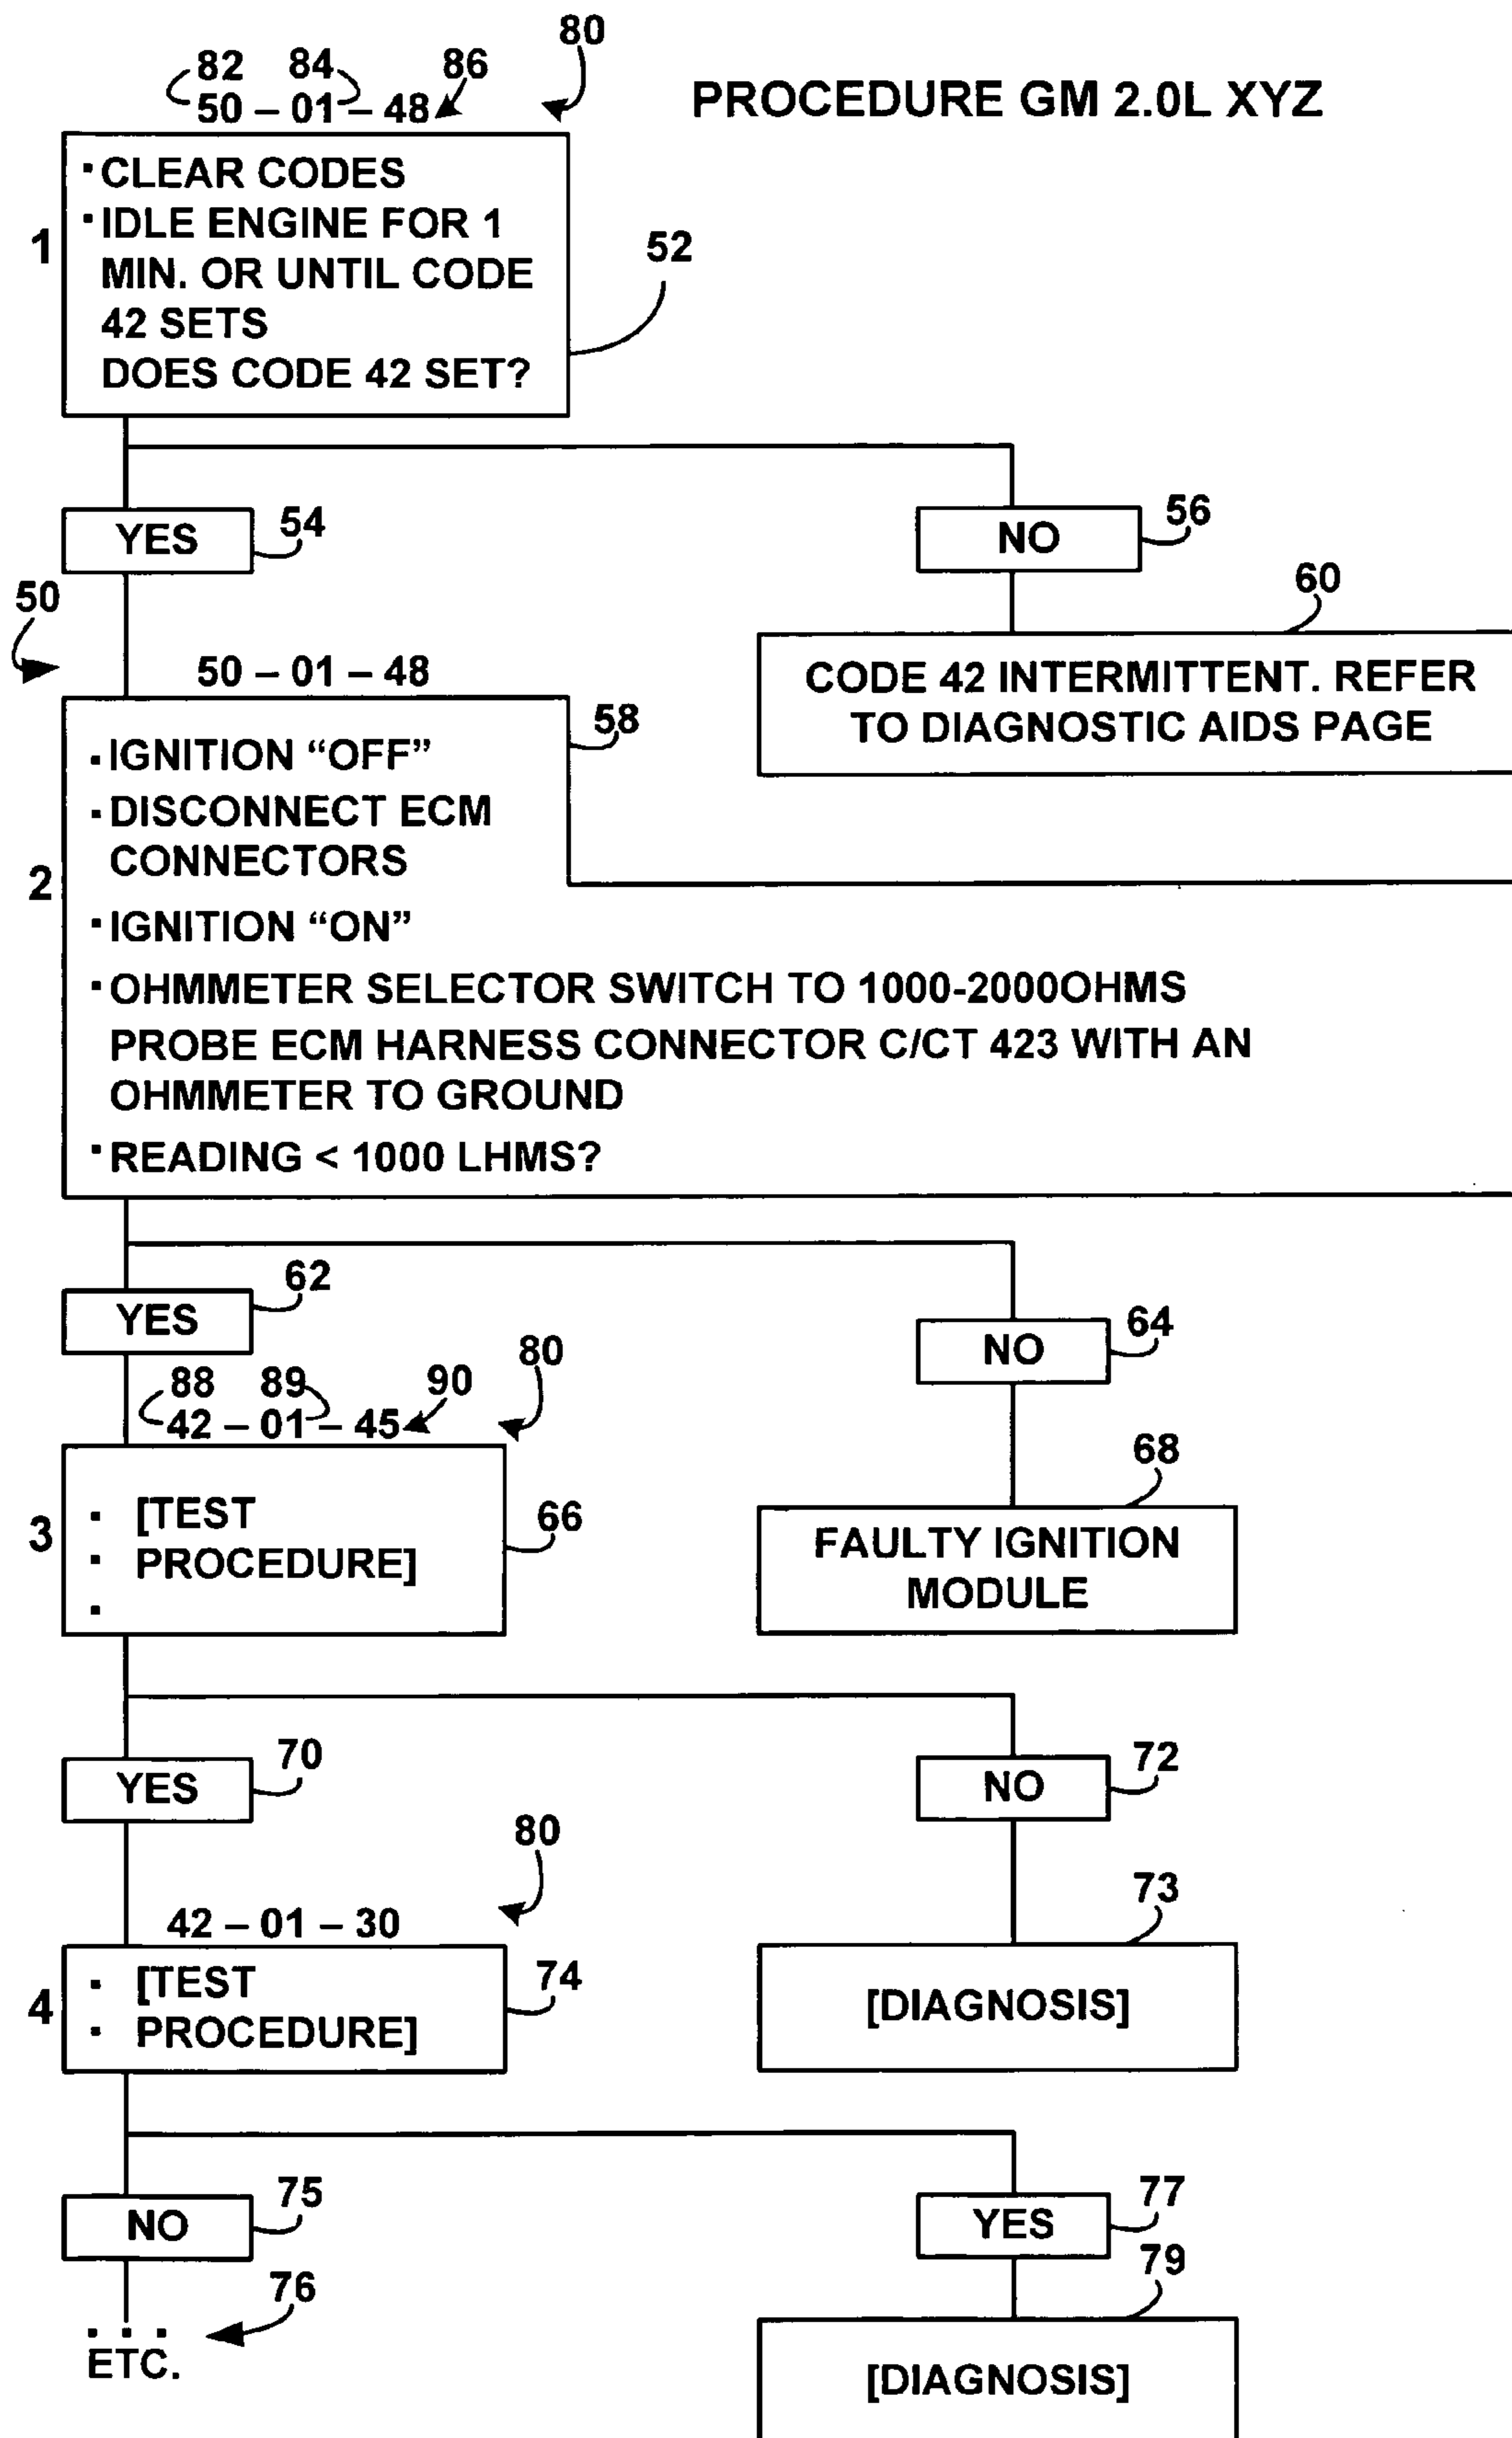 80
82 84 86
50 – 01 – 48
PROCEDURE GM 2.0L XYZ
1
· CLEAR CODES
· IDLE ENGINE FOR 1
MIN. OR UNTIL CODE
42 SETS
DOES CODE 42 SET?
52
YES
54
NO
56
50
60
50 – 01 – 48
CODE 42 INTERMITTENT. REFER
TO DIAGNOSTIC AIDS PAGE
58
2
· IGNITION “OFF”
· DISCONNECT ECM
CONNECTORS
· IGNITION “ON”
· OHMMETER SELECTOR SWITCH TO 1000-2000OHMS
PROBE ECM HARNESS CONNECTOR C/CT 423 WITH AN
OHMMETER TO GROUND
· READING < 1000 LHMS?
YES
62
NO
64
88 89 90
80
42 – 01 – 45
3
· [TEST
· PROCEDURE]
·
66
68
FAULTY IGNITION
MODULE
YES
70
NO
72
80
42 – 01 – 30
73
4
· [TEST
· PROCEDURE]
74
[DIAGNOSIS]
NO
75
YES
77
76
79
. . .
ETC.
[DIAGNOSIS]